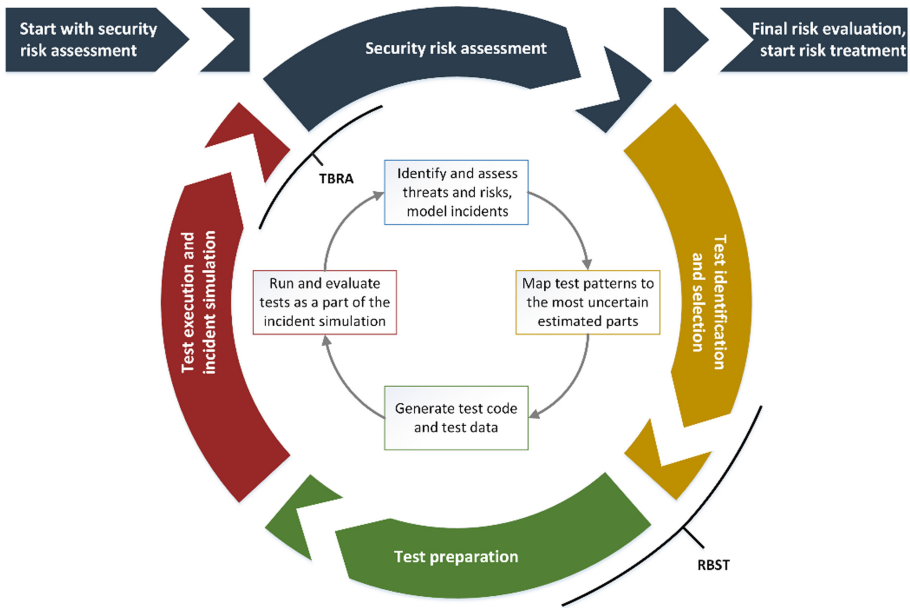 Start with security
risk assessment
Security risk assessment
Final risk evaluation,
start risk treatment
TBRA
Identify and assess
threats and risks,
model incidents
Test execution and
incident simulation
Run and evaluate
tests as a part of the
incident simulation
Map test patterns to
the most uncertain
estimated parts
Test identification
and selection
Generate test code
and test data
Test preparation
RBST